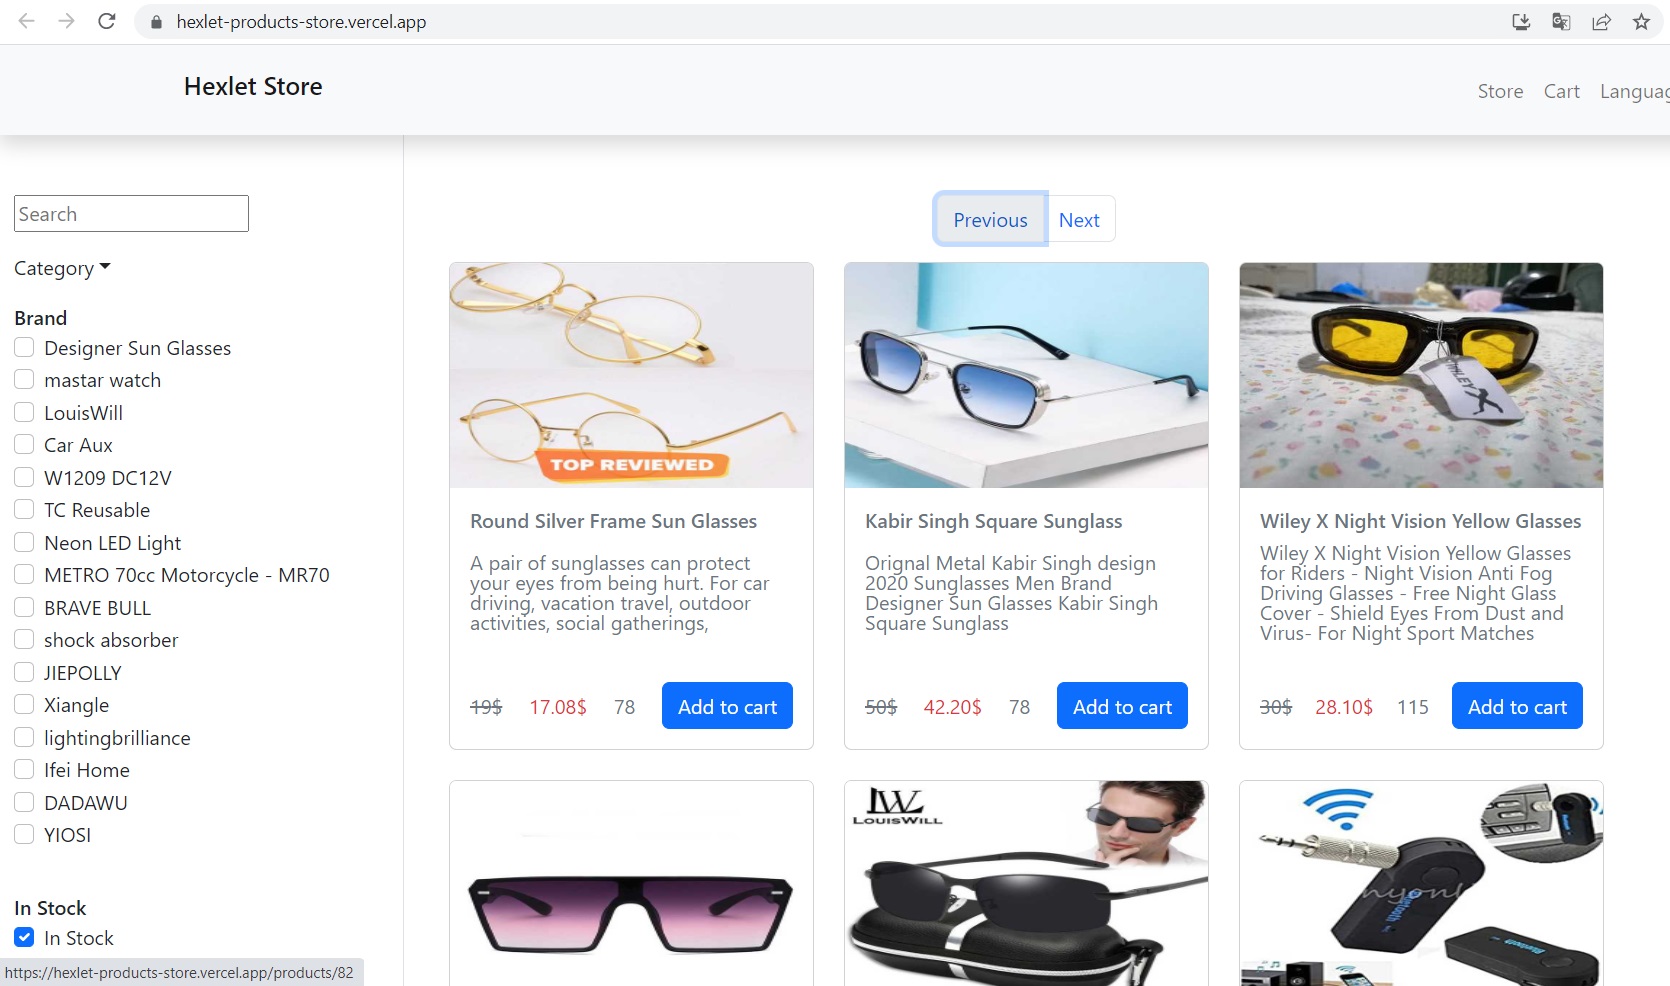 hexlet-products-store.vercel.app
Hexlet Store
Store Cart Languag
Search
Category
Brand
Designer Sun Glasses
mastar watch
LouisWill
Car Aux
W1209 DC12V
TC Reusable
Neon LED Light
METRO 70cc Motorcycle - MR70
BRAVE BULL
shock absorber
JIEPOLLY
Xiangle
lightingbrilliance
Ifei Home
DADAWU
YIOSI
In Stock
In Stock
https://hexlet-products-store.vercel.app/products/82
Previous Next
TOP REVIEWED
Round Silver Frame Sun Glasses
A pair of sunglasses can protect
your eyes from being hurt. For car
driving, vacation travel, outdoor
activities, social gatherings,
19$ 17.08$ 78 Add to cart
Kabir Singh Square Sunglass
Orignal Metal Kabir Singh design
2020 Sunglasses Men Brand
Designer Sun Glasses Kabir Singh
Square Sunglass
50$ 42.20$ 78 Add to cart
Wiley X Night Vision Yellow Glasses
Wiley X Night Vision Yellow Glasses
for Riders - Night Vision Anti Fog
Driving Glasses - Free Night Glass
Cover - Shield Eyes From Dust and
Virus- For Night Sport Matches
30$ 28.10$ 115 Add to cart
LW
LOUISWILL
Bluetooth